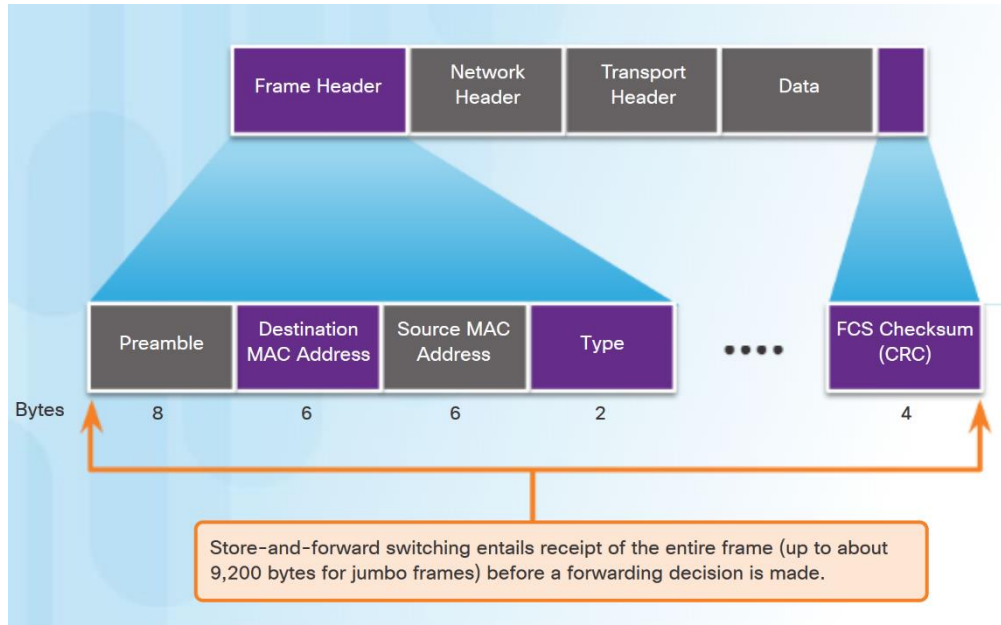 Frame Header
Network
Header
Transport
Header
Data
Preamble
Destination
MAC Address
Source MAC
Address
Type
••••
FCS Checksum
(CRC)
Bytes 8 6 6 2 4
Store-and-forward switching entails receipt of the entire frame (up to about
9,200 bytes for jumbo frames) before a forwarding decision is made.